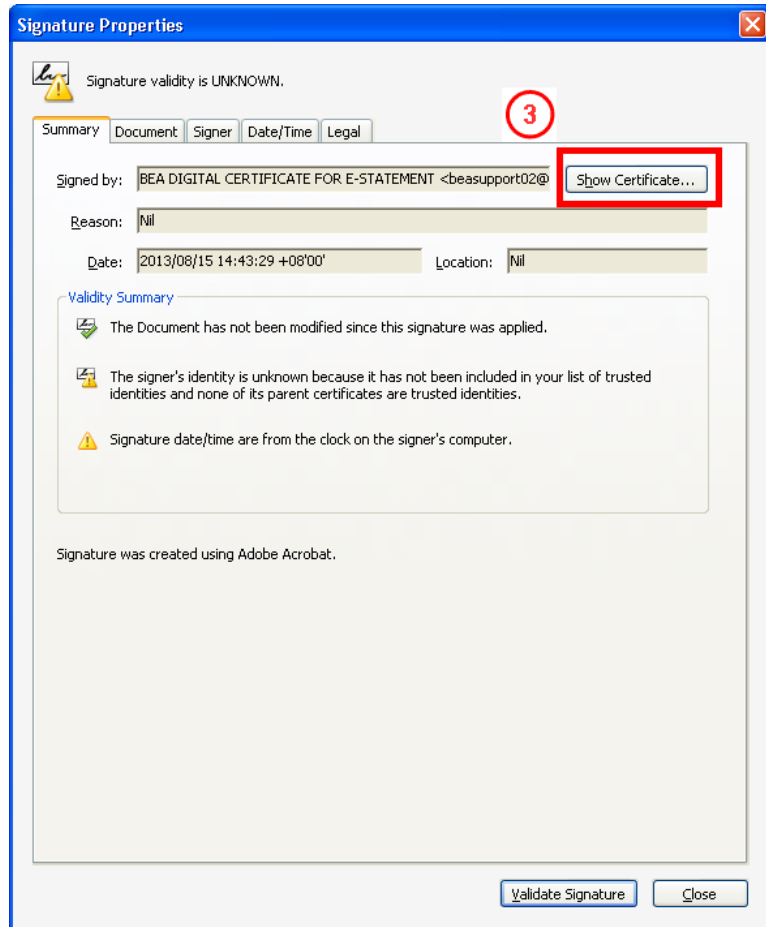 Signature Properties
Signature validity is UNKNOWN.
3
Summary Document Signer Date/Time Legal
Signed by: BEA DIGITAL CERTIFICATE FOR E-STATEMENT <beasupport02@ Show Certificate...
Reason: Nil
Date: 2013/08/15 14:43:29 +08'00' Location: Nil
Validity Summary
The Document has not been modified since this signature was applied.
The signer's identity is unknown because it has not been included in your list of trusted
identities and none of its parent certificates are trusted identities.
Signature date/time are from the clock on the signer's computer.
Signature was created using Adobe Acrobat.
Validate Signature Close